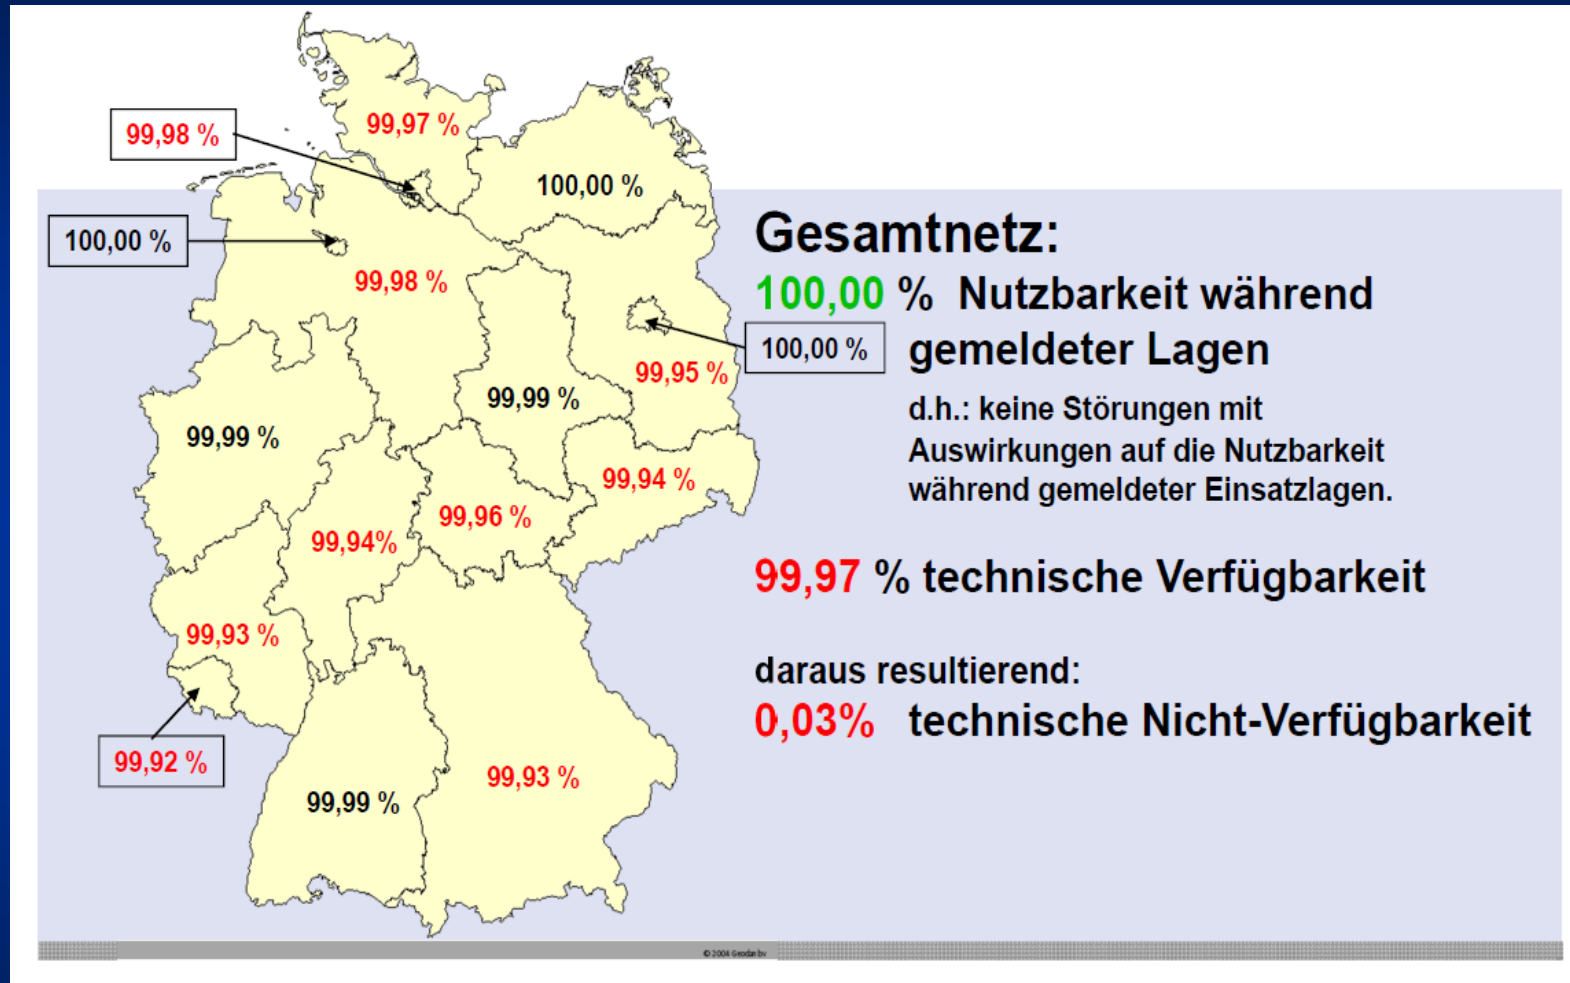 99,97 %
99,98 %
100,00 %
100,00 %
99,98 %
100,00 %
99,95 %
99,99 %
99,99 %
99,94 %
99,96 %
99,94%
99,93 %
99,92 %
99,93 %
99,99 %
Gesamtnetz:
100,00 % Nutzbarkeit während
gemeldeter Lagen
d.h.: keine Störungen mit
Auswirkungen auf die Nutzbarkeit
während gemeldeter Einsatzlagen.
99,97 % technische Verfügbarkeit
daraus resultierend:
0,03% technische Nicht-Verfügbarkeit
© 2004 Geodan bv